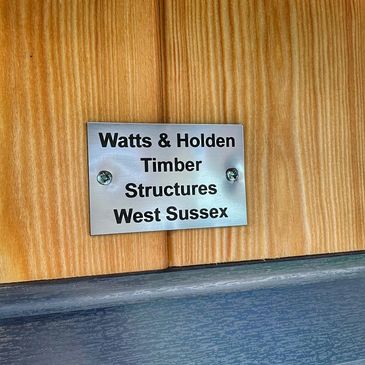 Watts & Holden
Timber
Structures
West Sussex